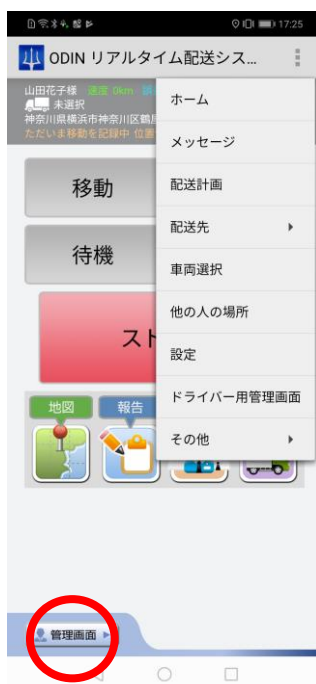 17:25
ODIN リアルタイム配送シス...
山田花子様 速度 0km
未選択
神奈川県横浜市神奈川区鶴屋
ただいま移動を記録中 位置
ホーム
メッセージ
配送計画
配送先
車両選択
他の人の場所
設定
ドライバー用管理画面
その他
移動
待機
スト
地図
報告
管理画面